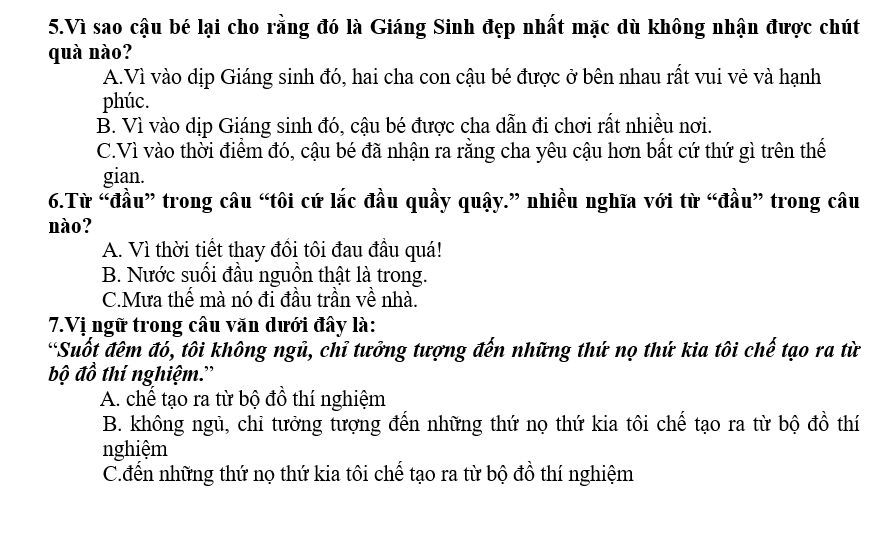 5.Vì sao cậu bé lại cho rằng đó là Giáng Sinh đẹp nhất mặc dù không nhận được chút
quà nào?
A.Vì vào dịp Giáng sinh đó, hai cha con cậu bé được ở bên nhau rất vui vẻ và hạnh
phúc.
B. Vì vào dịp Giáng sinh đó, cậu bé được cha dẫn đi chơi rất nhiều nơi.
C.Vì vào thời điểm đó, cậu bé đã nhận ra rằng cha yêu cậu hơn bất cứ thứ gì trên thế
gian.
6.Từ “đầu” trong câu “tôi cứ lắc đầu quầy quậy.” nhiều nghĩa với từ “đầu” trong câu
nào?
A. Vì thời tiết thay đổi tôi đau đầu quá!
B. Nước suối đầu nguồn thật là trong.
C.Mưa thế mà nó đi đầu trần về nhà.
7.Vị ngữ trong câu văn dưới đây là:
“Suốt đêm đó, tôi không ngủ, chỉ tưởng tượng đến những thứ nọ thứ kia tôi chế tạo ra từ
bộ đồ thí nghiệm.”
A. chế tạo ra từ bộ đồ thí nghiệm
B. không ngủ, chỉ tưởng tượng đến những thứ nọ thứ kia tôi chế tạo ra từ bộ đồ thí
nghiệm
C.đến những thứ nọ thứ kia tôi chế tạo ra từ bộ đồ thí nghiệm